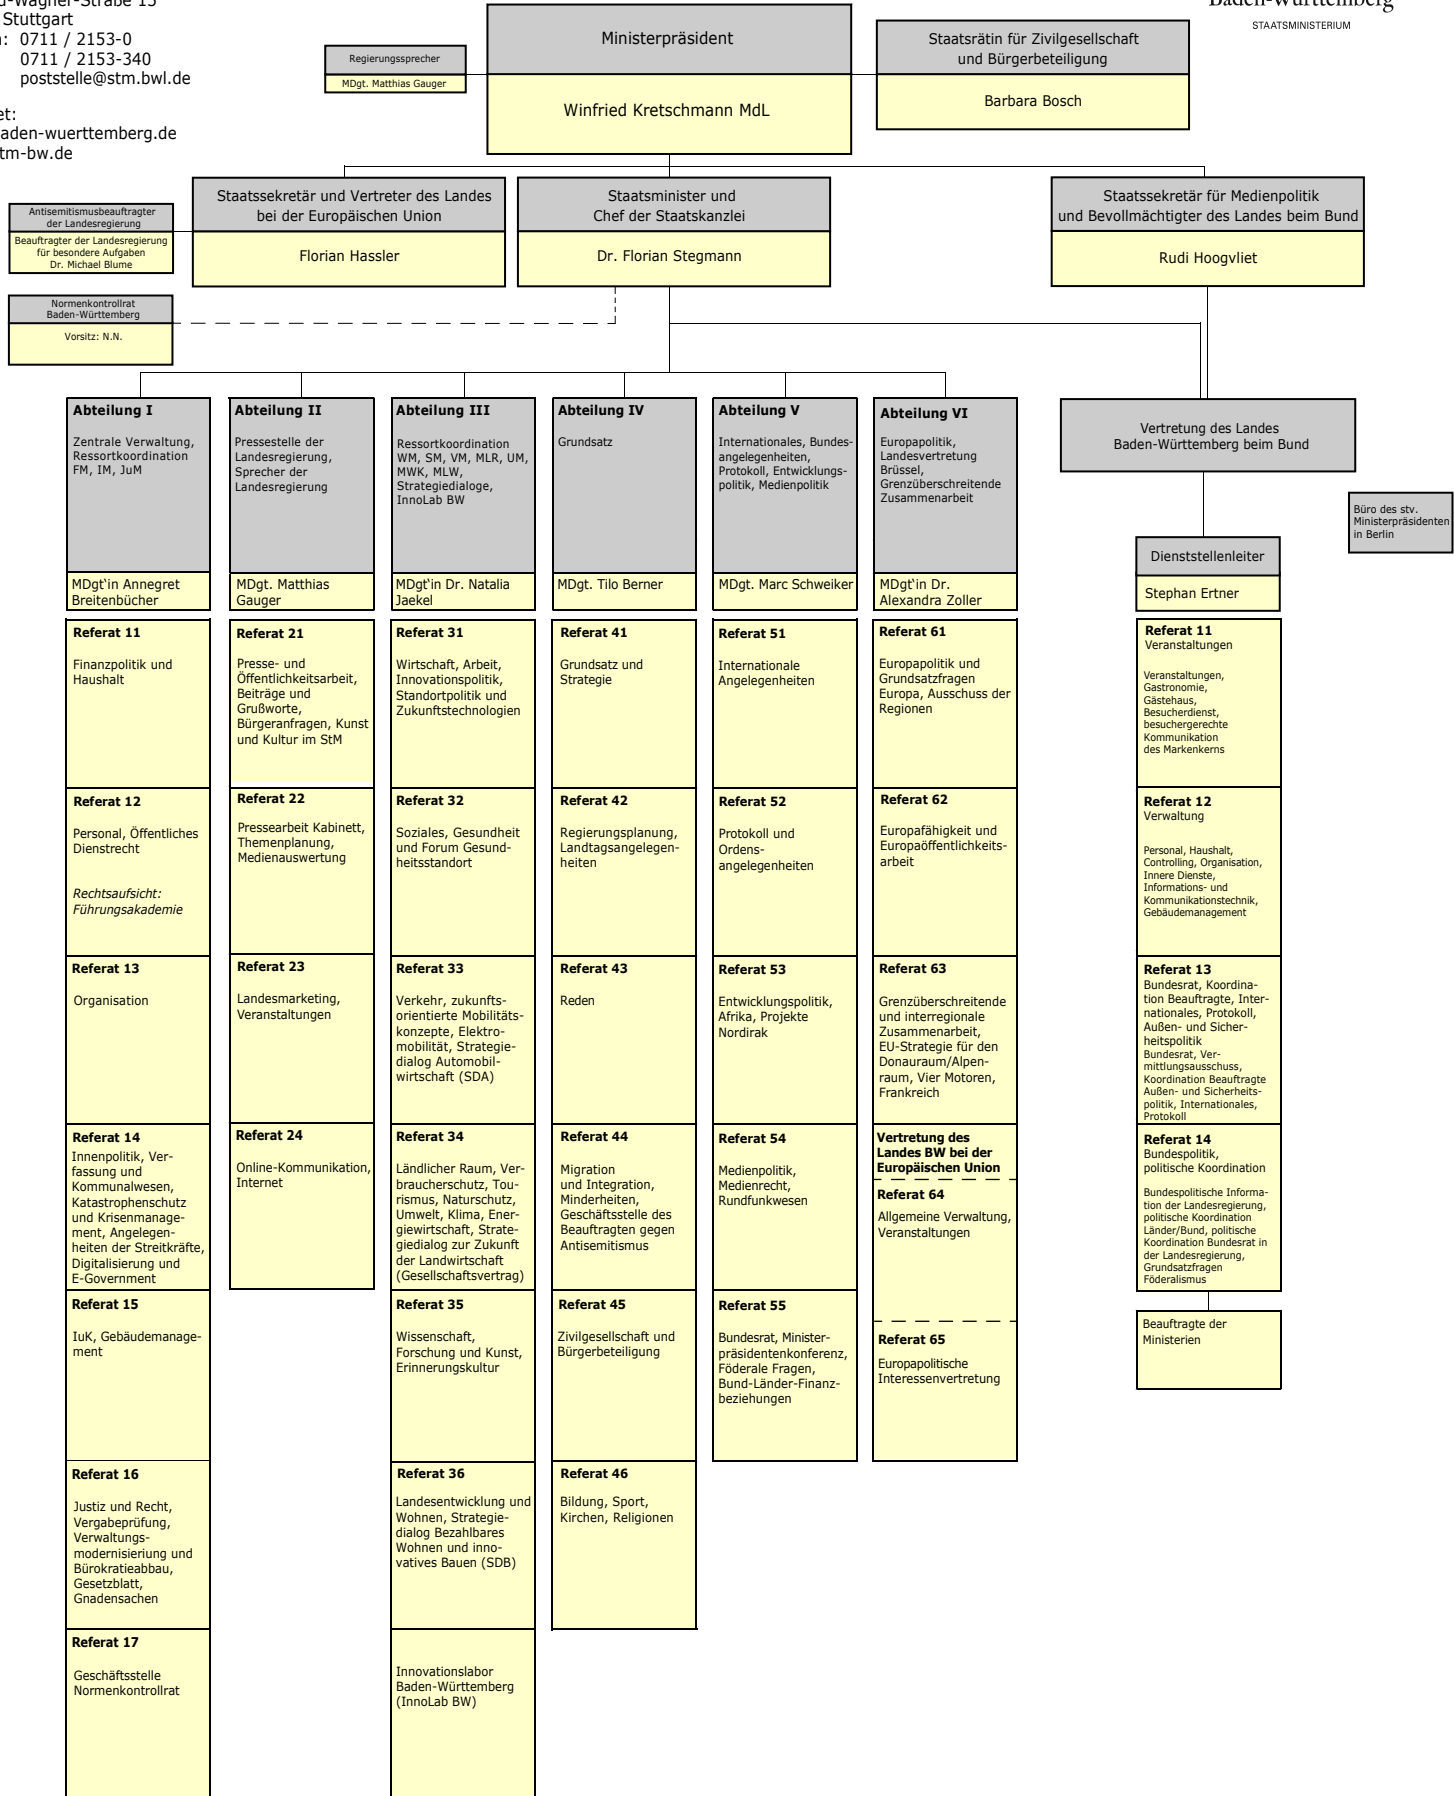 Stuttgart
0711 / 2153-0
0711 / 2153-340
poststelle@stm.bwl.de
STAATSMINISTERIUM
Ministerpräsident
Winfried Kretschmann MdL
Regierungssprecher
MDgt. Matthias Gauger
Staatsrätin für Zivilgesellschaft
und Bürgerbeteiligung
Barbara Bosch
Staatssekretär und Vertreter des Landes
bei der Europäischen Union
Florian Hassler
Staatsminister und
Chef der Staatskanzlei
Dr. Florian Stegmann
Staatssekretär für Medienpolitik
und Bevollmächtigter des Landes beim Bund
Rudi Hoogvliet
Antisemitismusbeauftragter
der Landesregierung
Beauftragter der Landesregierung
für besondere Aufgaben
Dr. Michael Blume
Normenkontrollrat
Baden-Württemberg
Vorsitz: N.N.
Abteilung I
Zentrale Verwaltung,
Ressortkoordination
FM, IM, JuM
MDgt‘in Annegret
Breitenbücher
Referat 11
Finanzpolitik und
Haushalt
Referat 12
Personal, Öffentliches
Dienstrecht
Rechtsaufsicht:
Führungsakademie
Referat 13
Organisation
Referat 14
Innenpolitik, Ver-
fassung und
Kommunalwesen,
Katastrophenschutz
und Krisenmanage-
ment, Angelegen-
heiten der Streitkräfte,
Digitalisierung und
E-Government
Referat 15
IuK, Gebäudemanage-
ment
Referat 16
Justiz und Recht,
Vergabeprüfung,
Verwaltungs-
modernisieriung und
Bürokratieabbau,
Gesetzblatt,
Gnadensachen
Referat 17
Geschäftsstelle
Normenkontrollrat
Abteilung II
Pressestelle der
Landesregierung,
Sprecher der
Landesregierung
MDgt. Matthias
Gauger
Referat 21
Presse- und
Öffentlichkeitsarbeit,
Beiträge und
Grußworte,
Bürgeranfragen, Kunst
und Kultur im StM
Referat 22
Pressearbeit Kabinett,
Themenplanung,
Medienauswertung
Referat 23
Landesmarketing,
Veranstaltungen
Referat 24
Online-Kommunikation,
Internet
Abteilung III
Ressortkoordination
WM, SM, VM, MLR, UM,
MWK, MLW,
Strategiedialoge,
InnoLab BW
MDgt‘in Dr. Natalia
Jaekel
Referat 31
Wirtschaft, Arbeit,
Innovationspolitik,
Standortpolitik und
Zukunftstechnologien
Referat 32
Soziales, Gesundheit
und Forum Gesund-
heitsstandort
Referat 33
Verkehr, zukunfts-
orientierte Mobilitäts-
konzepte, Elektro-
mobilität, Strategie-
dialog Automobil-
wirtschaft (SDA)
Referat 34
Ländlicher Raum, Ver-
braucherschutz, Tou-
rismus, Naturschutz,
Umwelt, Klima, Ener-
giewirtschaft, Strate-
giedialog zur Zukunft
der Landwirtschaft
(Gesellschaftsvertrag)
Referat 35
Wissenschaft,
Forschung und Kunst,
Erinnerungskultur
Referat 36
Landesentwicklung und
Wohnen, Strategie-
dialog Bezahlbares
Wohnen und inno-
vatives Bauen (SDB)
Innovationslabor
Baden-Württemberg
(InnoLab BW)
Abteilung IV
Grundsatz
MDgt. Tilo Berner
Referat 41
Grundsatz und
Strategie
Referat 42
Regierungsplanung,
Landtagsangelegen-
heiten
Referat 43
Reden
Referat 44
Migration
und Integration,
Minderheiten,
Geschäftsstelle des
Beauftragten gegen
Antisemitismus
Referat 45
Zivilgesellschaft und
Bürgerbeteiligung
Referat 46
Bildung, Sport,
Kirchen, Religionen
Abteilung V
Internationales, Bundes-
angelegenheiten,
Protokoll, Entwicklungs-
politik, Medienpolitik
MDgt. Marc Schweiker
Referat 51
Internationale
Angelegenheiten
Referat 52
Protokoll und
Ordens-
angelegenheiten
Referat 53
Entwicklungspolitik,
Afrika, Projekte
Nordirak
Referat 54
Medienpolitik,
Medienrecht,
Rundfunkwesen
Referat 55
Bundesrat, Minister-
präsidentenkonferenz,
Föderale Fragen,
Bund-Länder-Finanz-
beziehungen
Abteilung VI
Europapolitik,
Landesvertretung
Brüssel,
Grenzüberschreitende
Zusammenarbeit
MDgt‘in Dr.
Alexandra Zoller
Referat 61
Europapolitik und
Grundsatzfragen
Europa, Ausschuss der
Regionen
Referat 62
Europafähigkeit und
Europaöffentlichkeits-
arbeit
Referat 63
Grenzüberschreitende
und interregionale
Zusammenarbeit,
EU-Strategie für den
Donauraum/Alpen-
raum, Vier Motoren,
Frankreich
Vertretung des
Landes BW bei der
Europäischen Union
Referat 64
Allgemeine Verwaltung,
Veranstaltungen
Referat 65
Europapolitische
Interessenvertretung
Vertretung des Landes
Baden-Württemberg beim Bund
Büro des stv.
Ministerpräsidenten
in Berlin
Dienststellenleiter
Stephan Ertner
Referat 11
Veranstaltungen
Veranstaltungen,
Gastronomie,
Gästehaus,
Besucherdienst,
besuchergerechte
Kommunikation
des Markenkerns
Referat 12
Verwaltung
Personal, Haushalt,
Controlling, Organisation,
Innere Dienste,
Informations- und
Kommunikationstechnik,
Gebäudemanagement
Referat 13
Bundesrat, Koordina-
tion Beauftragte, Inter-
nationales, Protokoll,
Außen- und Sicher-
heitspolitik
Bundesrat, Ver-
mittlungsausschuss,
Koordination Beauftragte
Außen- und Sicherheits-
politik, Internationales,
Protokoll
Referat 14
Bundespolitik,
politische Koordination
Bundespolitische Informa-
tion der Landesregierung,
politische Koordination
Länder/Bund, politische
Koordination Bundesrat in
der Landesregierung,
Grundsatzfragen
Föderalismus
Beauftragte der
Ministerien